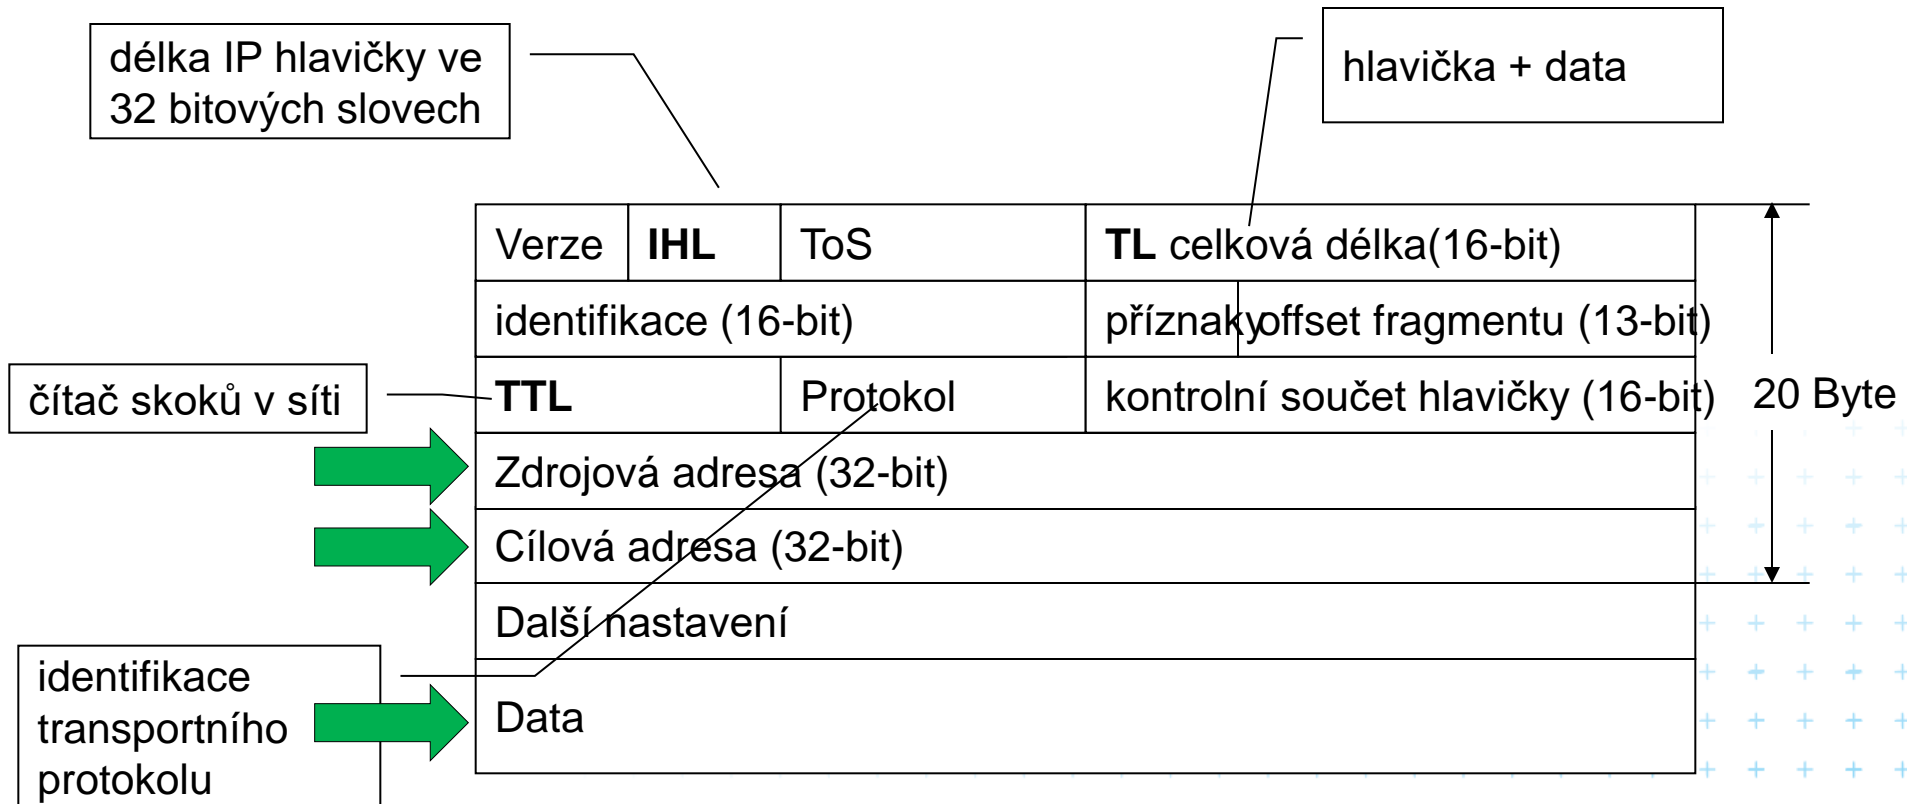 délka IP hlavičky ve
32 bitových slovech
hlavička + data
Verze IHL ToS TL celková délka(16-bit)
identifikace (16-bit) příznaky offset fragmentu (13-bit)
čítač skoků v síti
TTL Protokol kontrolní součet hlavičky (16-bit)
20 Byte
Zdrojová adresa (32-bit)
Cílová adresa (32-bit)
Další nastavení
identifikace
transportního
protokolu
Data